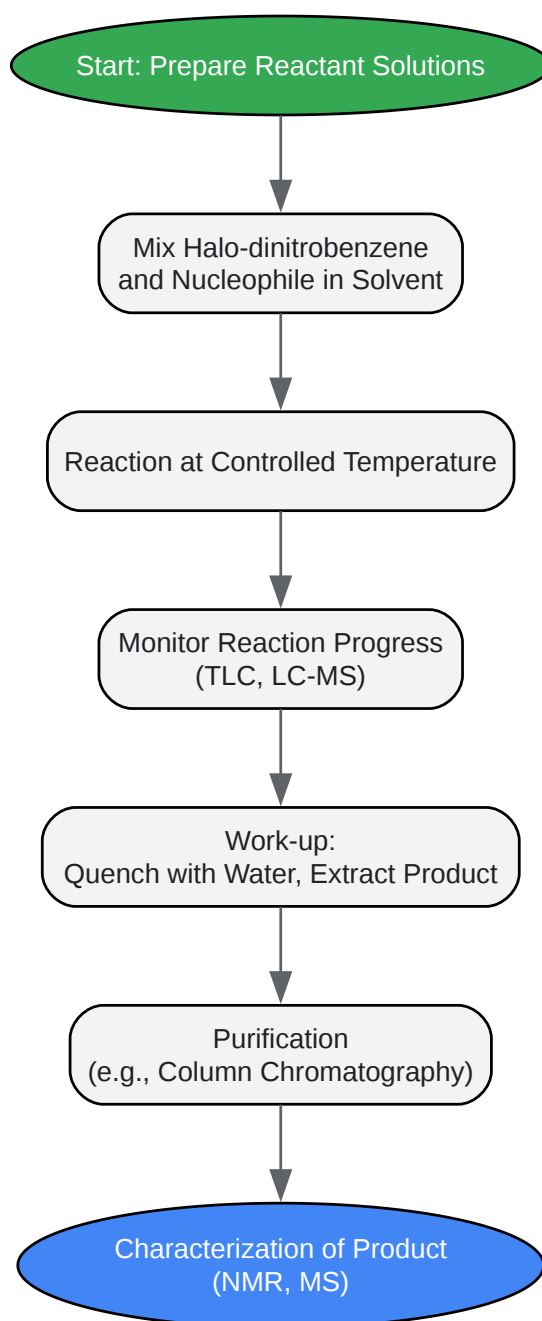 Start: Prepare Reactant Solutions
Mix Halo-dinitrobenzene
and Nucleophile in Solvent
Reaction at Controlled Temperature
Monitor Reaction Progress
(TLC, LC-MS)
Work-up:
Quench with Water, Extract Product
Purification
(e.g., Column Chromatography)
Characterization of Product
(NMR, MS)